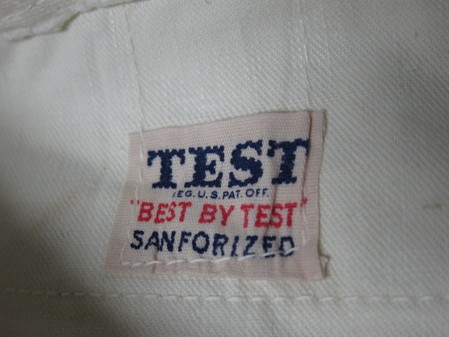 TEST
REG. U.S. PAT. OFF.
"BEST BY TEST"
SANFORIZED